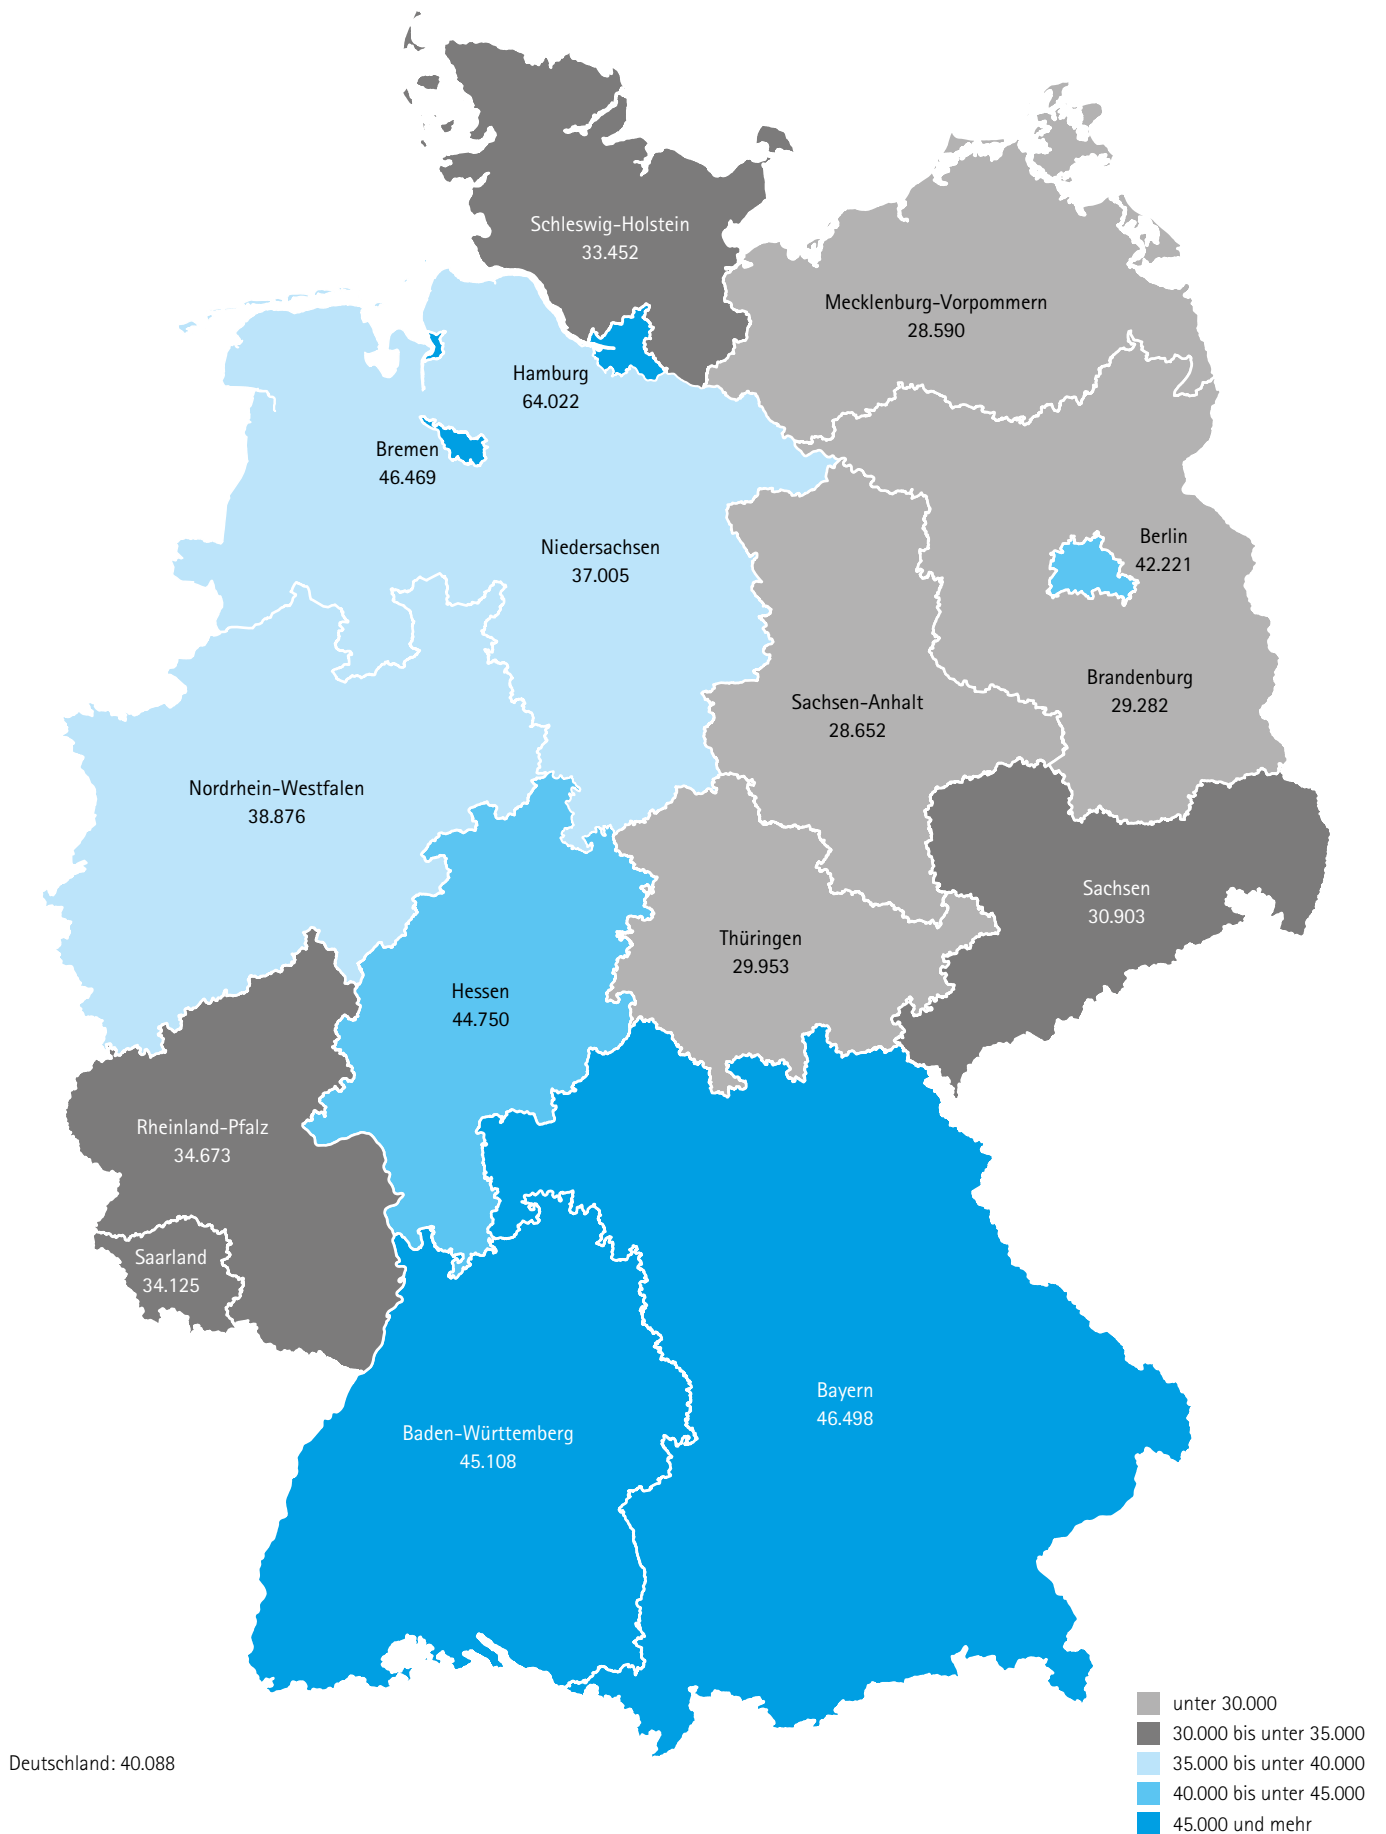 Schleswig-Holstein
33.452
Mecklenburg-Vorpommern
28.590
Hamburg
64.022
Bremen
46.469
Niedersachsen
37.005
Berlin
42.221
Brandenburg
29.282
Sachsen-Anhalt
28.652
Nordrhein-Westfalen
38.876
Sachsen
30.903
Thüringen
29.953
Hessen
44.750
Rheinland-Pfalz
34.673
Saarland
34.125
Bayern
46.498
Baden-Württemberg
45.108
unter 30.000
30.000 bis unter 35.000
35.000 bis unter 40.000
40.000 bis unter 45.000
45.000 und mehr
Deutschland: 40.088